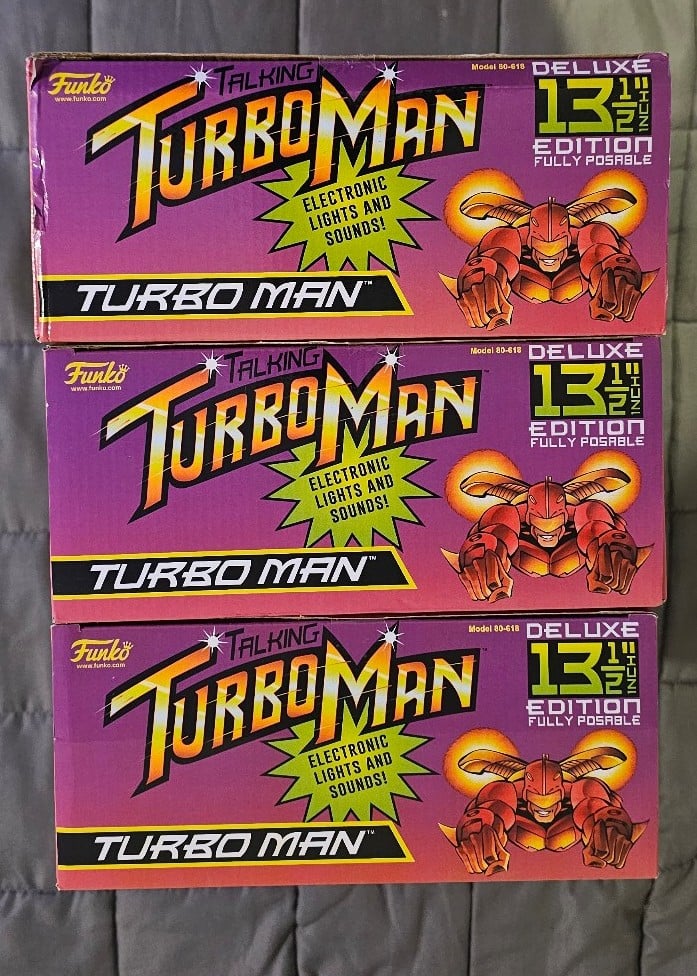 Funko
www.funko.com
TALKING
TURBOMAN
Model 80-618
DELUXE
13 1/2" INCH
EDITION
FULLY POSABLE
ELECTRONIC
LIGHTS AND
SOUNDS!
TURBO MAN™
Funko
www.funko.com
TALKING
TURBOMAN™
Model 80-618
DELUXE
13 1/2" INCH
EDITION
FULLY POSABLE
ELECTRONIC
LIGHTS AND
SOUNDS!
TURBO MAN™
Funko
www.funko.com
TALKING
TURBOMAN™
Model 80-618
DELUXE
13 1/2" INCH
EDITION
FULLY POSABLE
ELECTRONIC
LIGHTS AND
SOUNDS!
TURBO MAN™